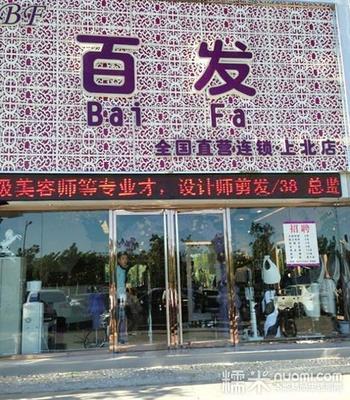 BF
百发
Bai Fa
全国直营连锁 上北店
级美容师等专业才，设计师剪发/38 总监
招聘
糯米 nuomi.com